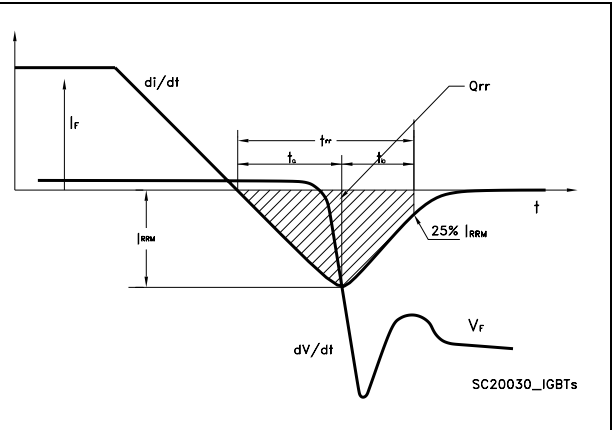 di/dt
Qrr
IF
trr
ta
tb
t
IRRM
25% IRRM
dV/dt
VF
SC20030_IGBTs